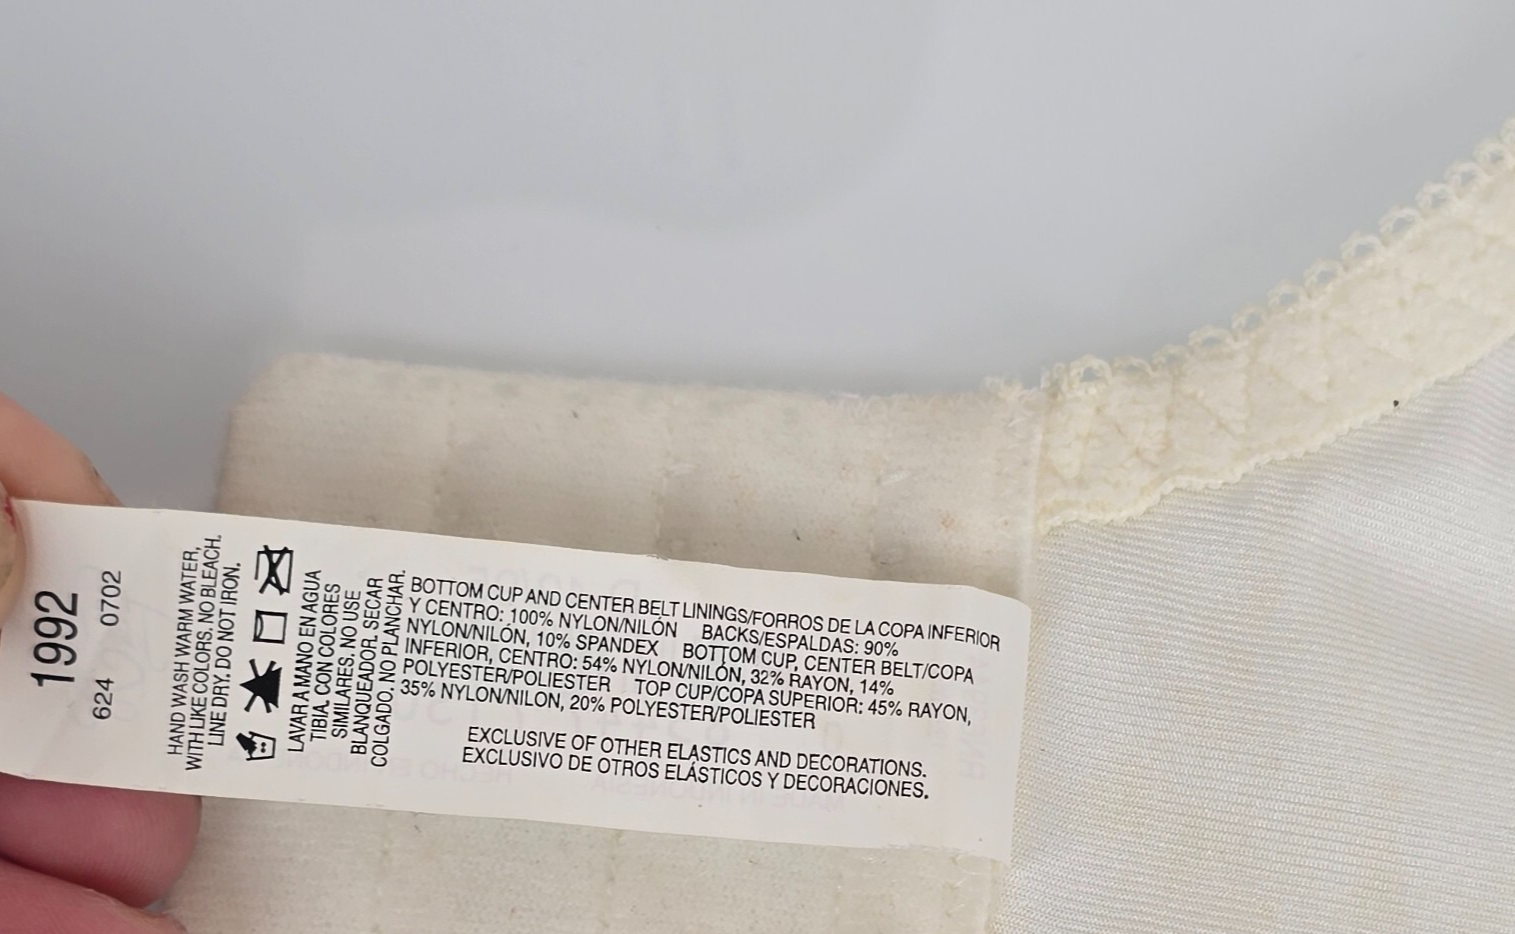 1992
624 0702
HAND WASH WARM WATER,
WITH LIKE COLORS. NO BLEACH.
LINE DRY. DO NOT IRON.
LAVAR A MANO EN AGUA
TIBIA, CON COLORES
SIMILARES. NO USE
BLANQUEADOR. SECAR
COLGADO. NO PLANCHAR.
BOTTOM CUP AND CENTER BELT LININGS/FORROS DE LA COPA INFERIOR
Y CENTRO: 100% NYLON/NILÓN BACKS/ESPALDAS: 90%
NYLON/NILÓN, 10% SPANDEX BOTTOM CUP, CENTER BELT/COPA
INFERIOR, CENTRO: 54% NYLON/NILÓN, 32% RAYON, 14%
POLYESTER/POLIESTER TOP CUP/COPA SUPERIOR: 45% RAYON,
35% NYLON/NILON, 20% POLYESTER/POLIESTER
EXCLUSIVE OF OTHER ELASTICS AND DECORATIONS.
EXCLUSIVO DE OTROS ELÁSTICOS Y DECORACIONES.